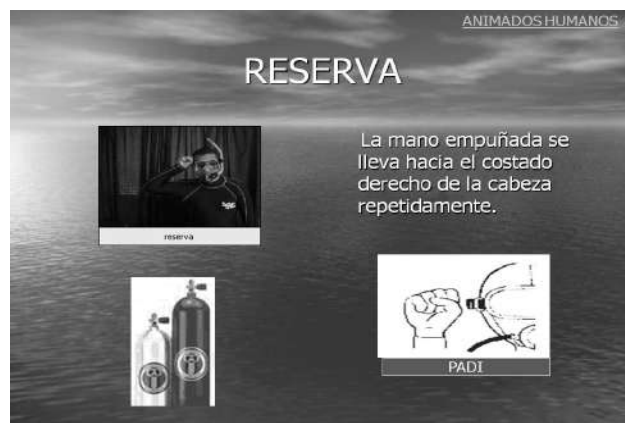 ANIMADOS HUMANOS
RESERVA
La mano empuñada se
lleva hacia el costado
derecho de la cabeza
repetidamente.
reserva
PADI